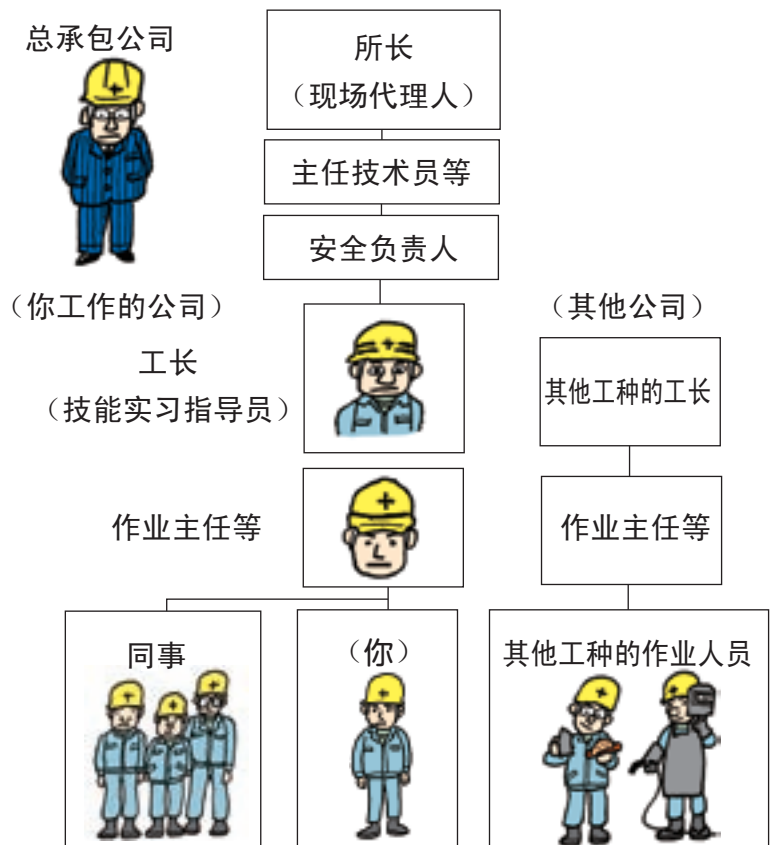 总承包公司
所长
（现场代理人）
主任技术员等
安全负责人
（你工作的公司）
（其他公司）
工长
（技能实习指导员）
其他工种的工长
作业主任等
作业主任等
同事
（你）
其他工种的作业人员